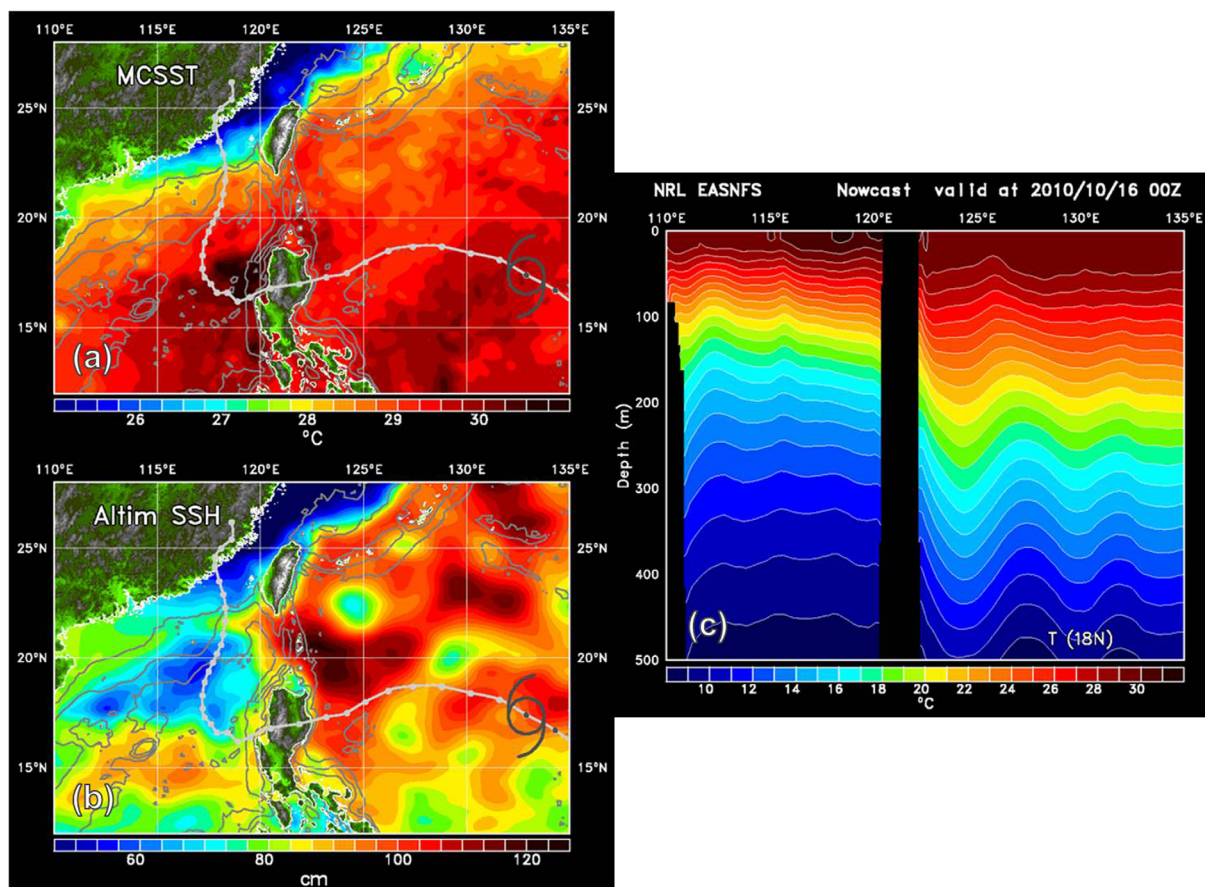 110°E 115°E 120°E 125°E 130°E 135°E
MCSST
25°N 25°N
20°N 20°N
15°N 15°N
(a)
26 27 28 29 30
°C
110°E 115°E 120°E 125°E 130°E 135°E
Altim SSH
25°N 25°N
20°N 20°N
15°N 15°N
(b)
60 80 100 120
cm
NRL EASNFS Nowcast valid at 2010/10/16 00Z
110°E 115°E 120°E 125°E 130°E 135°E
0
100
200
Depth (m)
300
400
(c)
T (18N)
500
10 12 14 16 18 20 22 24 26 28 30
°C